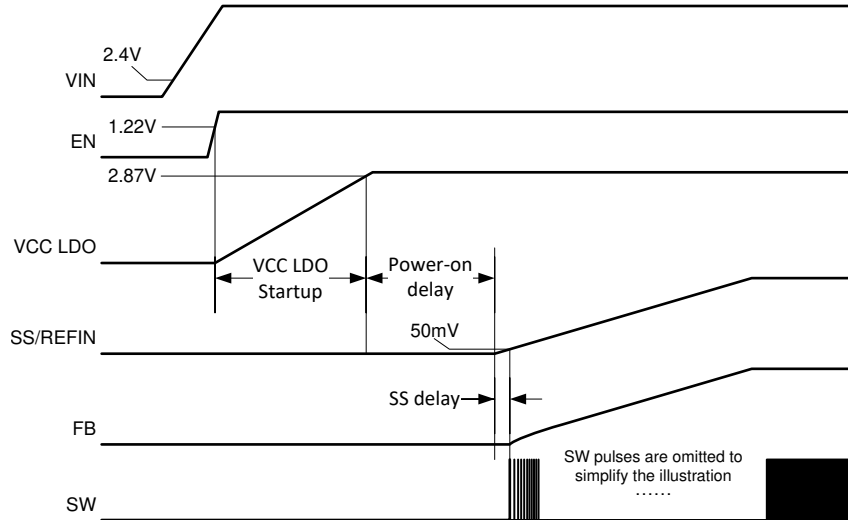 2.4V
VIN
1.22V
EN
2.87V
VCC LDO
VCC LDO
Startup
Power-on
delay
50mV
SS/REFIN
SS delay
FB
SW pulses are omitted to
simplify the illustration
......
SW